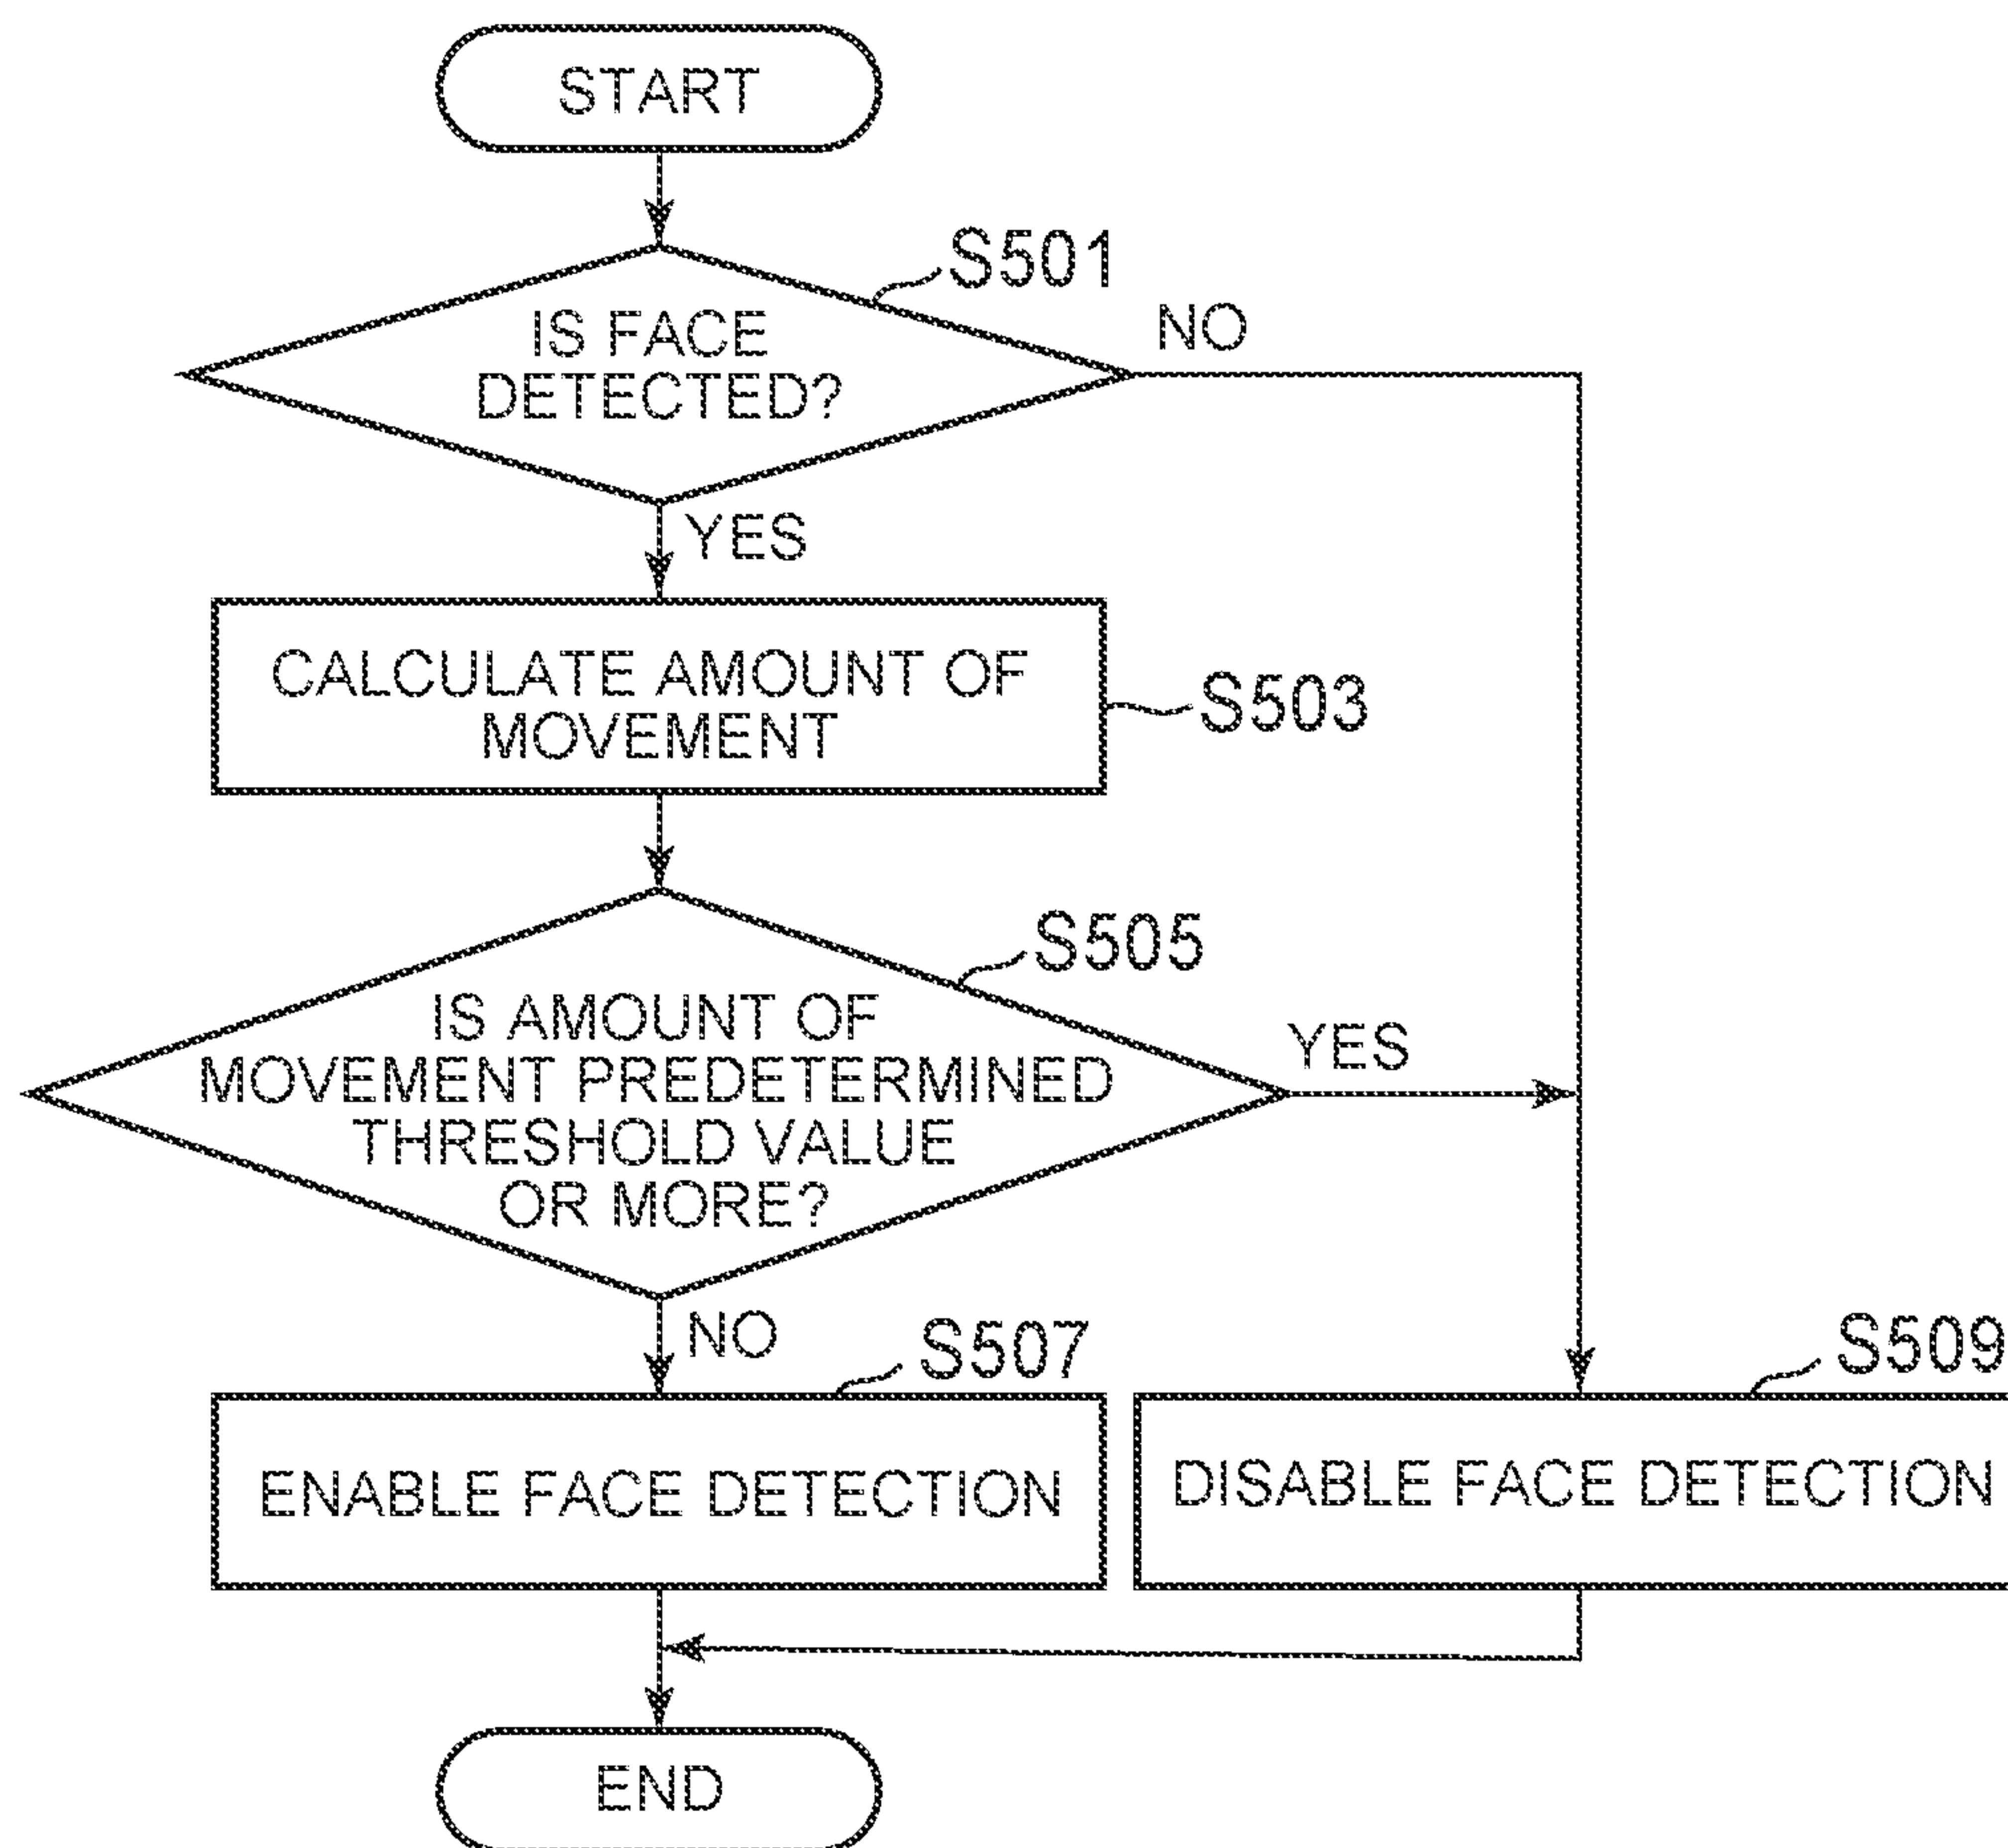 START
S501
IS FACE
DETECTED?
NO
YES
CALCULATE AMOUNT OF
MOVEMENT
S503
S505
IS AMOUNT OF
MOVEMENT PREDETERMINED
THRESHOLD VALUE
OR MORE?
YES
NO
S507
S509
ENABLE FACE DETECTION
DISABLE FACE DETECTION
END